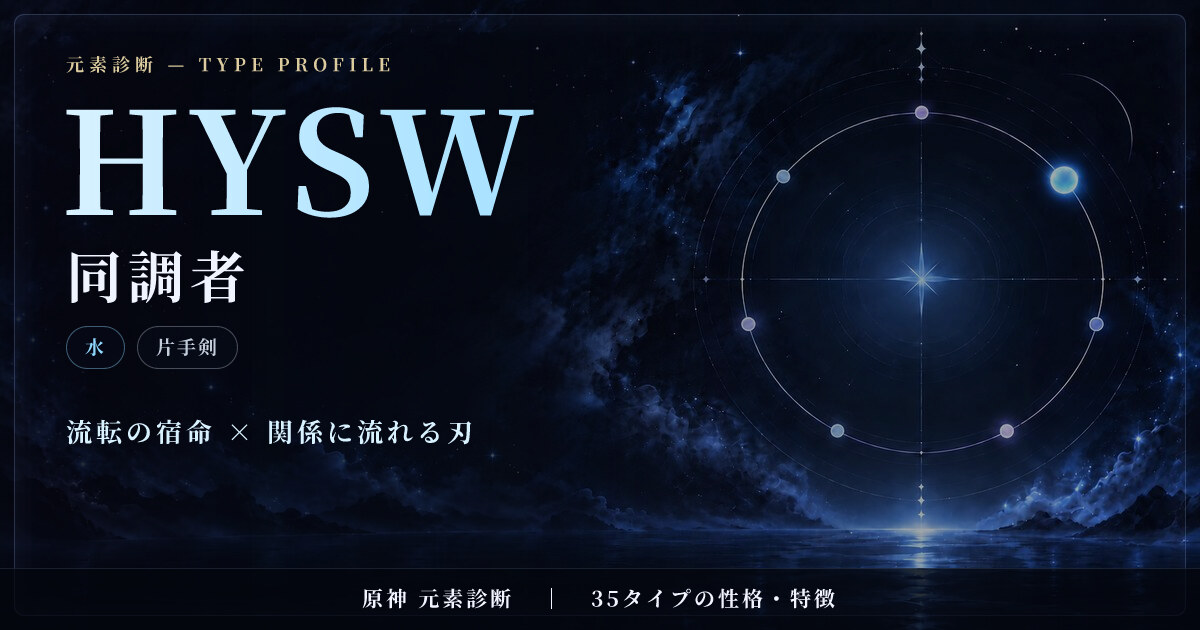 元素診断 — TYPE PROFILE
HYSW
同調者
水 片手剣
流転の宿命 × 関係に流れる刃
原神 元素診断 | 35タイプの性格・特徴